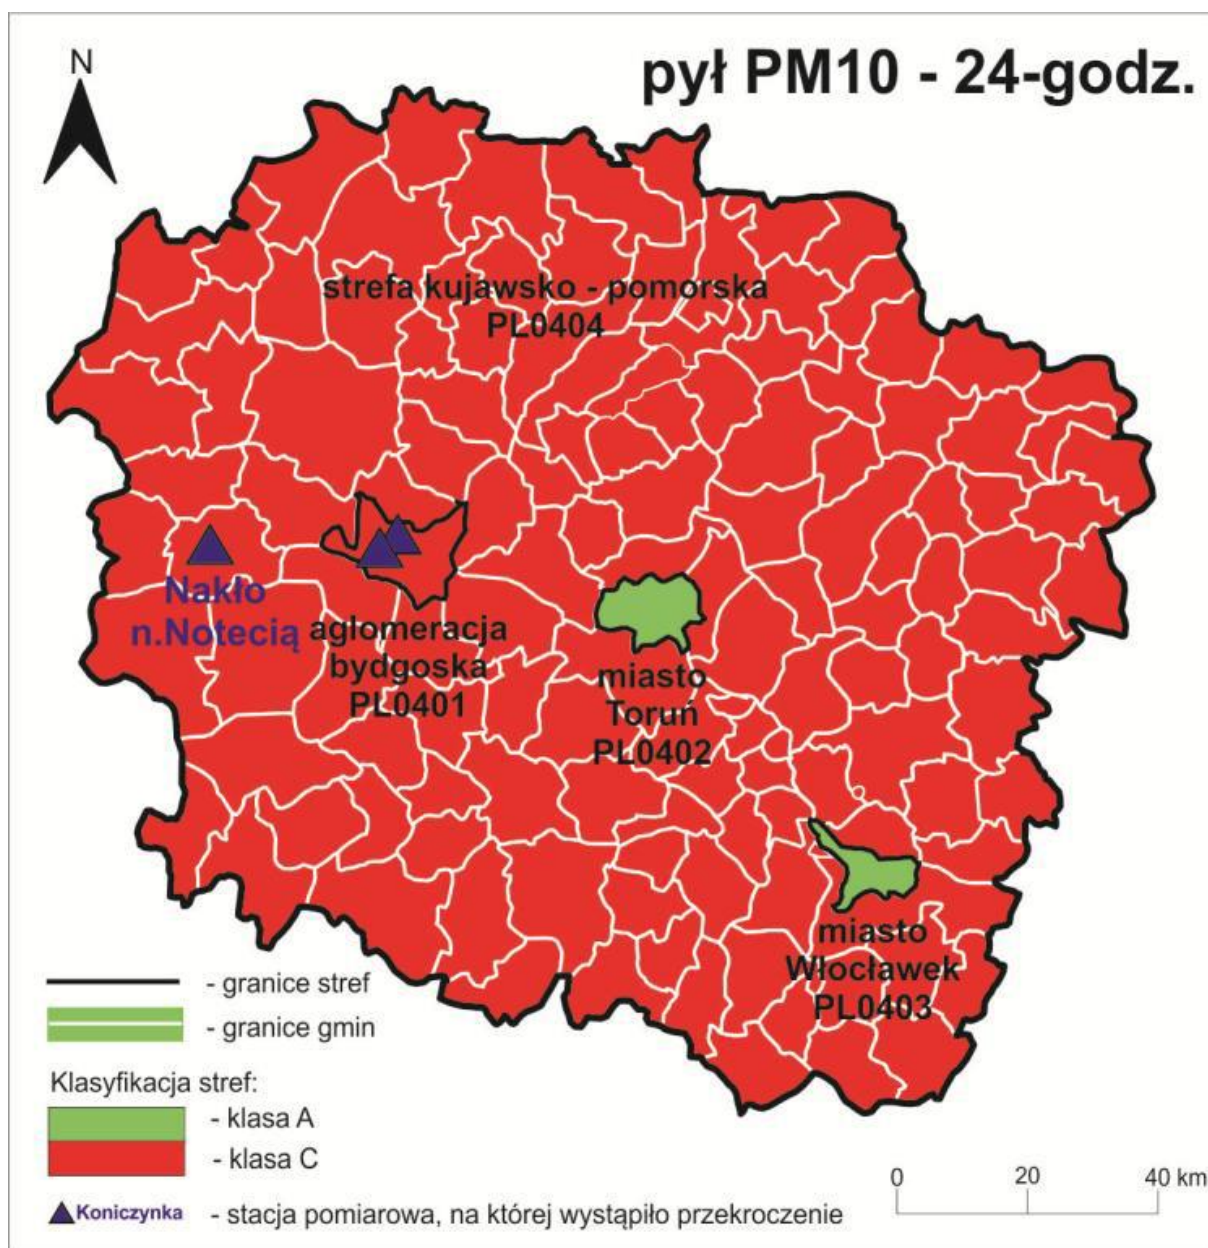 N
pył PM10 - 24-godz.
strefa kujawsko - pomorska
PL0404
Nakło
n.Notecią
aglomeracja
bydgoska
PL0401
miasto
Toruń
PL0402
miasto
Włocławek
PL0403
- granice stref
- granice gmin
Klasyfikacja stref:
- klasa A
- klasa C
Koniczynka - stacja pomiarowa, na której wystąpiło przekroczenie
0 20 40 km